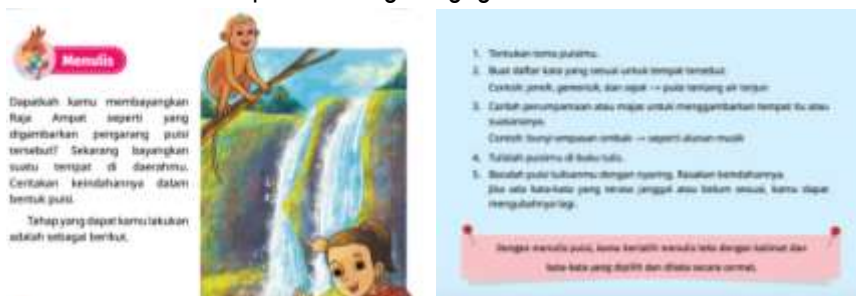 Menulis
Dapatkah kamu membayangkan
Raja Ampat seperti yang
digambarkan pengarang puisi
tersebut? Sekarang bayangkan
suatu tempat di daerahmu.
Ceritakan keindahannya dalam
bentuk puisi.
Tahap yang dapat kamu lakukan
adalah sebagai berikut.
1. Tentukan tema puisimu.
2. Buat daftar kata yang sesuai untuk tempat tersebut.
Contoh: jernih, gemericik, dan sejuk → puisi tentang air terjun
3. Carilah perumpamaan atau majas untuk menggambarkan tempat itu atau
suasananya.
Contoh: bunyi empasan ombak → seperti alunan musik
4. Tulislah puisimu di buku tulis.
5. Bacalah puisi tulisanmu dengan nyaring. Rasakan keindahannya.
Jika ada kata-kata yang terasa janggal atau belum sesuai, kamu dapat
mengubahnya lagi.
Dengan menulis puisi, kamu berlatih menulis teks dengan kalimat dan
kata-kata yang dipilih dan ditata secara cermat.